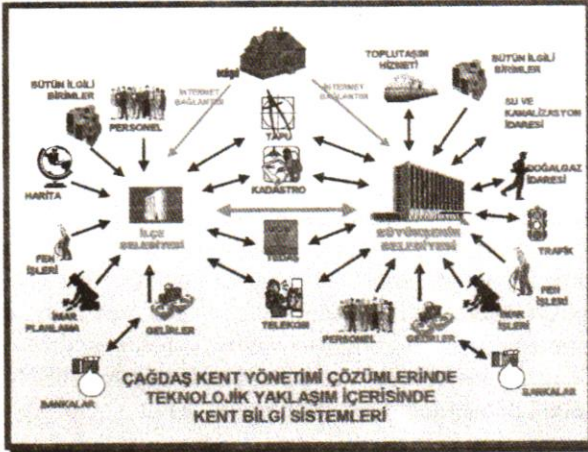 BÜTÜN İLGİLİ
BİRİMLER
PERSONEL
İNTERNET
BAĞLANTISI
İNTERNET
BAĞLANTISI
TOPLUTAŞIM
HİZMETİ
BÜTÜN İLGİLİ
BİRİMLER
SU VE
KANALİZASYON
İDARESİ
TAPU
KADASTRO
HARİTA
DOĞALGAZ
İDARESİ
İLÇE
BELEDİYESİ
BÜYÜKŞEHİR
BELEDİYESİ
TEDAŞ
TRAFİK
FEN
İŞLERİ
FEN
İŞLERİ
İMAR
PLANLAMA
GELİRLER
TELEKOM
PERSONEL
GELİRLER
İMAR
İŞLERİ
BANKALAR
BANKALAR
ÇAĞDAŞ KENT YÖNETİMİ ÇÖZÜMLERİNDE
TEKNOLOJİK YAKLAŞIM İÇERİSİNDE
KENT BİLGİ SİSTEMLERİ